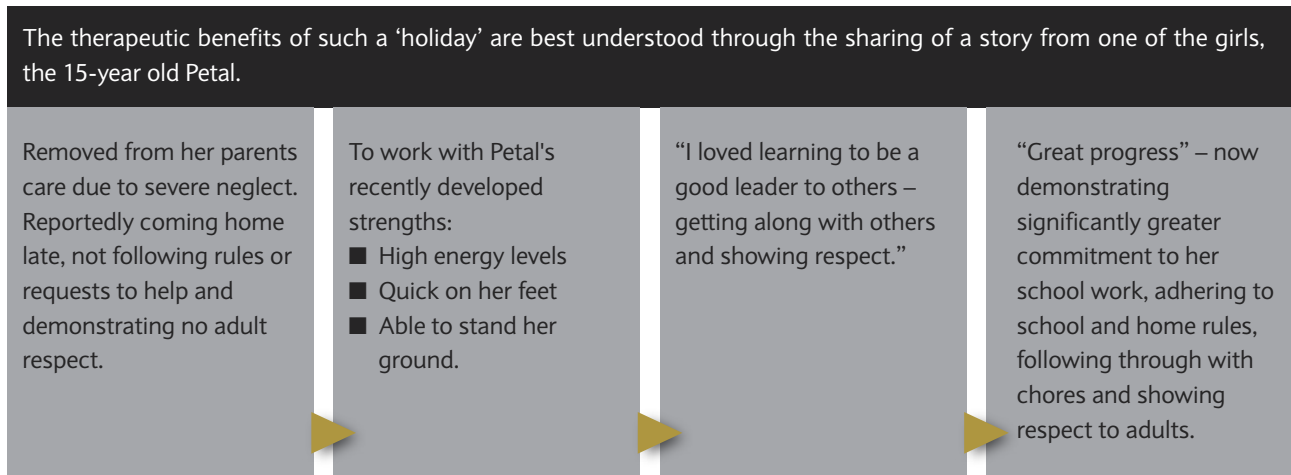 The therapeutic benefits of such a ‘holiday’ are best understood through the sharing of a story from one of the girls,
the 15-year old Petal.
Removed from her parents
care due to severe neglect.
Reportedly coming home
late, not following rules or
requests to help and
demonstrating no adult
respect.
To work with Petal's
recently developed
strengths:
■ High energy levels
■ Quick on her feet
■ Able to stand her
ground.
“I loved learning to be a
good leader to others –
getting along with others
and showing respect.”
“Great progress” – now
demonstrating
significantly greater
commitment to her
school work, adhering to
school and home rules,
following through with
chores and showing
respect to adults.